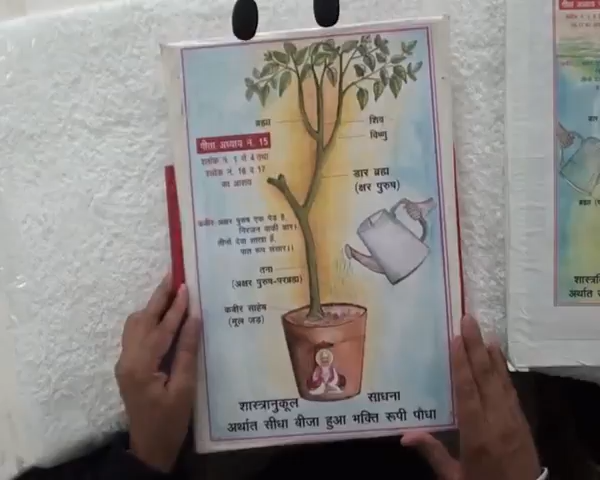 ब्रह्मा
शिव
विष्णु
गीता अध्याय नं. 15
श्लोक नं. 1 से 4 तथा
श्लोक नं. 16 व 17
का आशय
डार ब्रह्म
(क्षर पुरुष)
कबीर अक्षर पुरुष एक पेड़ है,
निरंजन वाकी डार।
तीनों देवा शाखा हैं,
पात रूप संसार।।
तना
(अक्षर पुरुष-परब्रह्म)
कबीर साहेब
(मूल जड़)
शास्त्रानुकूल साधना
अर्थात सीधा बीजा हुआ भक्ति रूपी पौधा